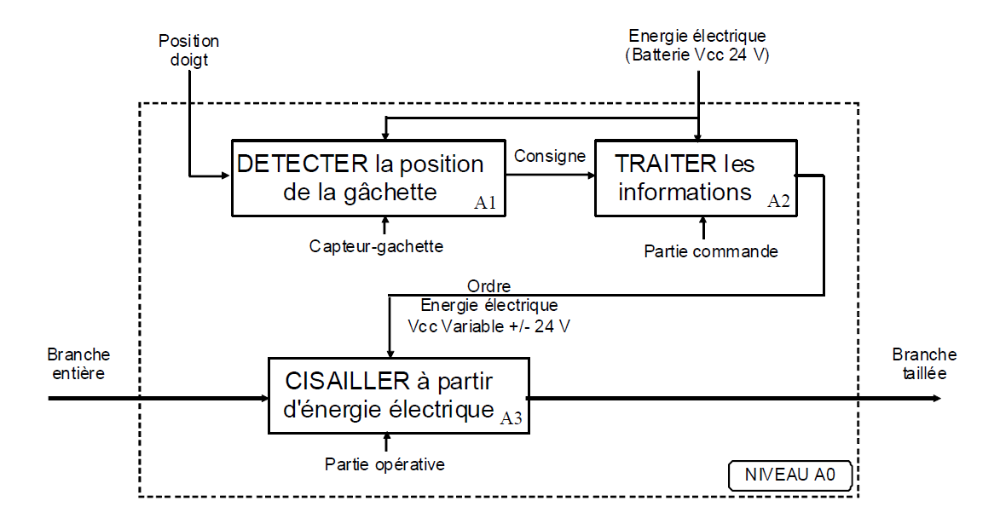 Position
doigt
Energie électrique
(Batterie Vcc 24 V)
DETECTER la position
de la gâchette
A1
Consigne
TRAITER les
informations
A2
Capteur-gachette
Partie commande
Ordre
Energie électrique
Vcc Variable +/- 24 V
Branche
entière
CISAILLER à partir
d'énergie électrique
A3
Branche
taillée
Partie opérative
NIVEAU A0